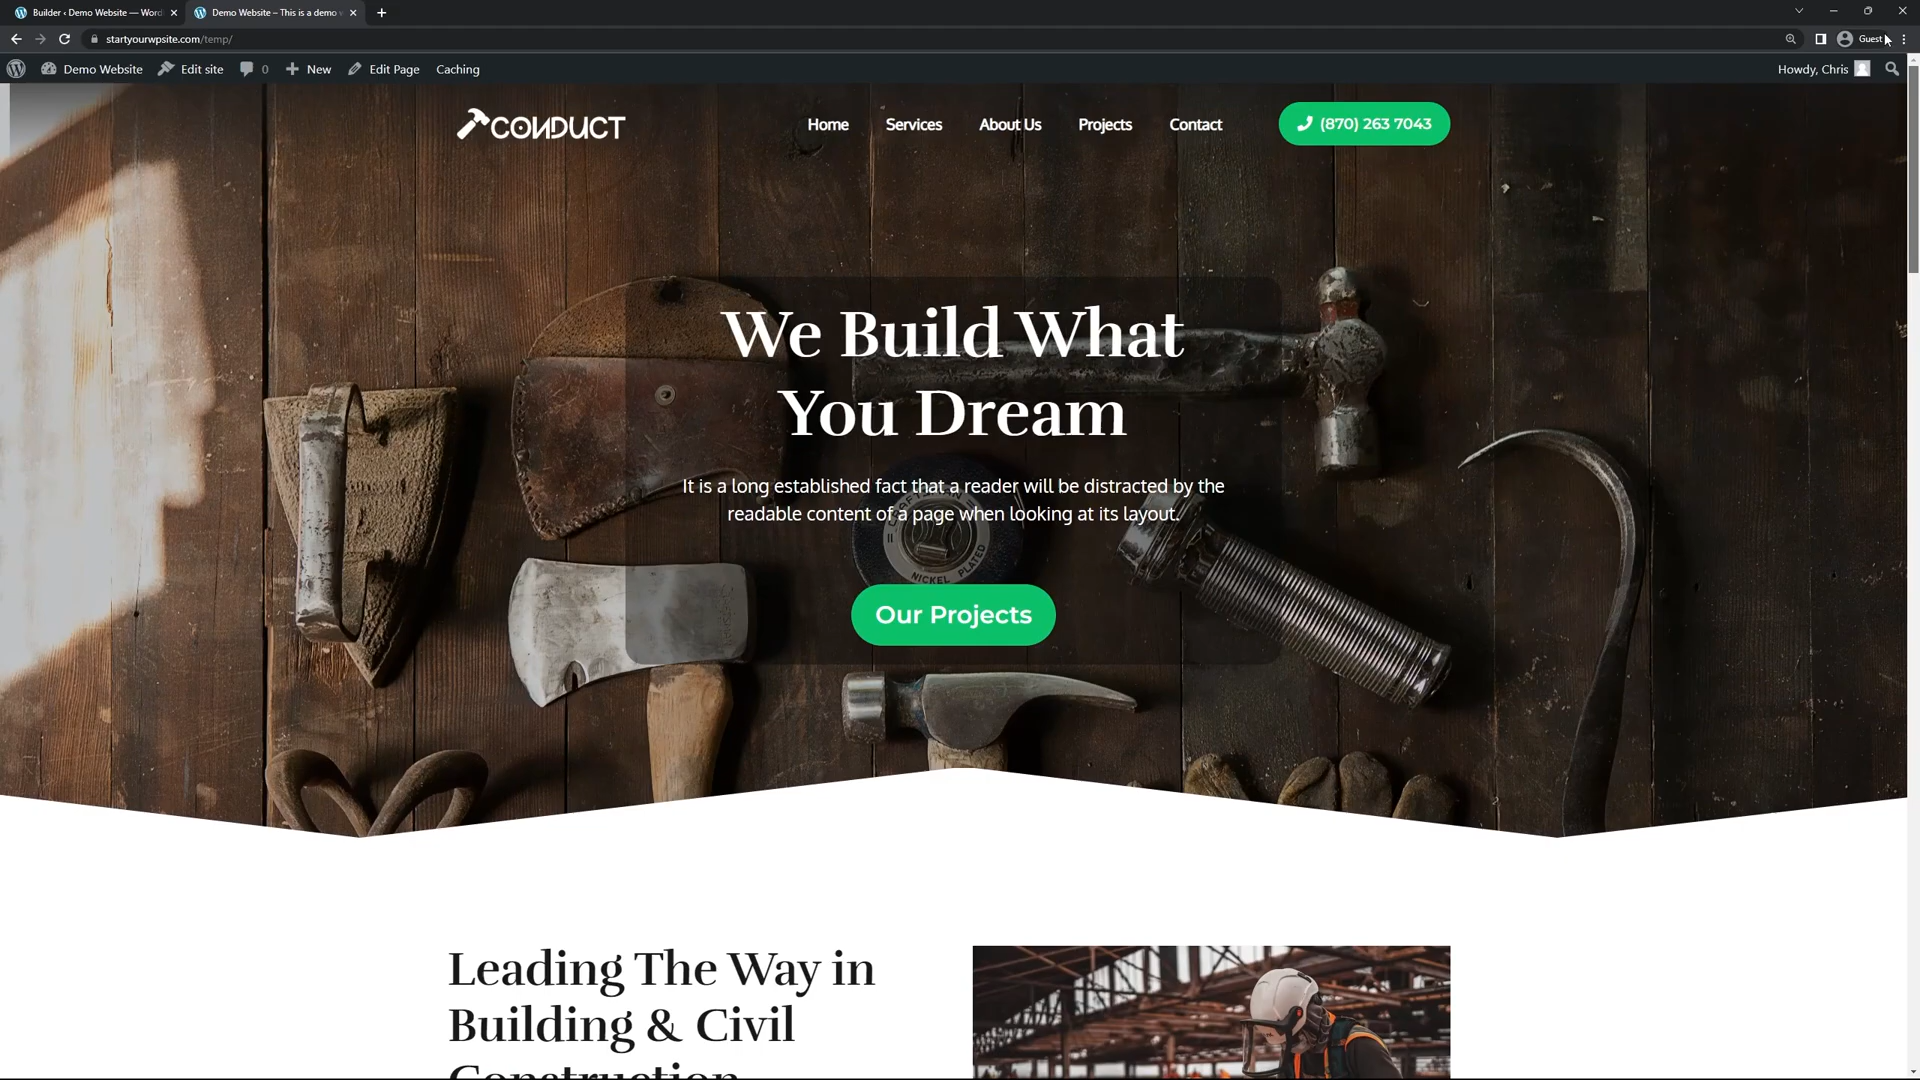 Builder ‹ Demo Website — Word
Demo Website – This is a demo w
startyourwpsite.com/temp/
Guest
Demo Website
Edit site
0
New
Edit Page
Caching
Howdy, Chris
CONDUCT
Home
Services
About Us
Projects
Contact
(870) 263 7043
We Build What
You Dream
It is a long established fact that a reader will be distracted by the
readable content of a page when looking at its layout.
NICKEL PLATED
Our Projects
Leading The Way in
Building & Civil
Construction